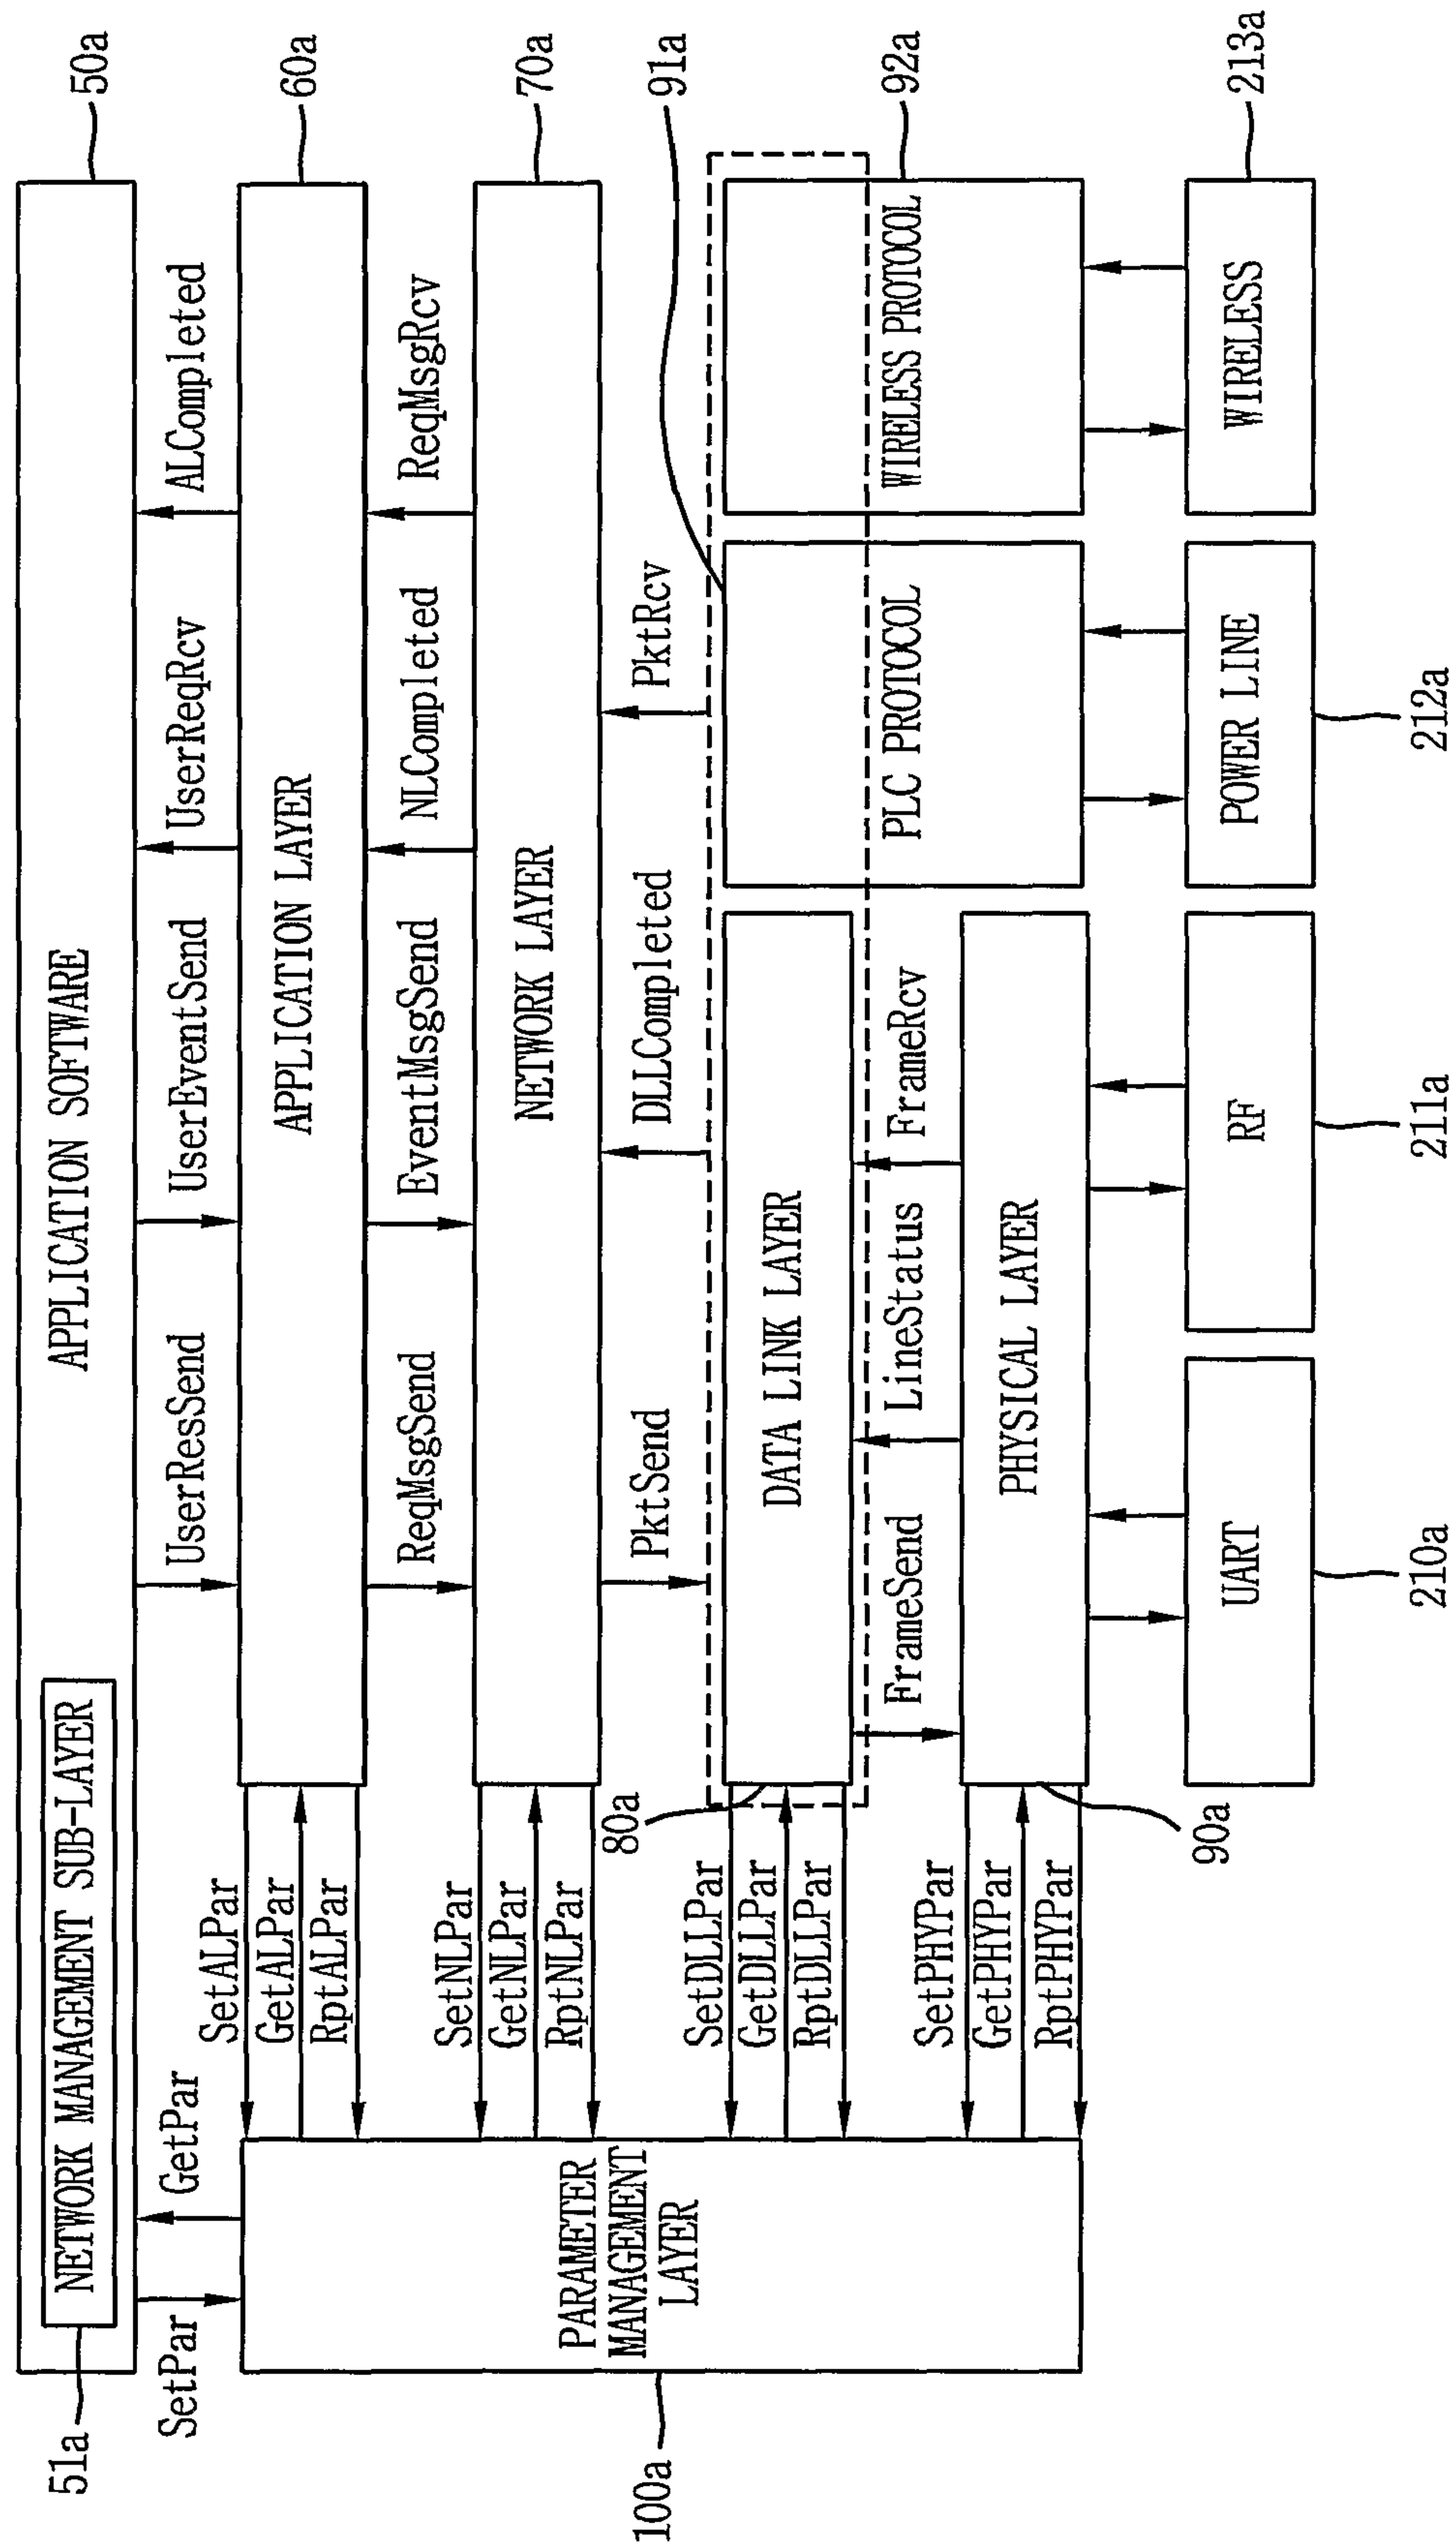 51a
50a
NETWORK MANAGEMENT SUB-LAYER
APPLICATION SOFTWARE
SetPar
GetPar
UserResSend
UserEventSend
UserReqRcv
ALCompleted
SetALPar
GetALPar
RptALPar
APPLICATION LAYER
60a
ReqMsgSend
EventMsgSend
NLCompleted
ReqMsgRcv
SetNLPar
GetNLPar
RptNLPar
NETWORK LAYER
70a
PARAMETER
MANAGEMENT
LAYER
100a
80a
PktSend
DLLCompleted
PktRcv
91a
SetDLLPar
GetDLLPar
RptDLLPar
DATA LINK LAYER
FrameSend
LineStatus
FrameRcv
PLC PROTOCOL
WIRELESS PROTOCOL
92a
SetPHYPar
GetPHYPar
RptPHYPar
PHYSICAL LAYER
90a
UART
RF
POWER LINE
WIRELESS
213a
210a
211a
212a